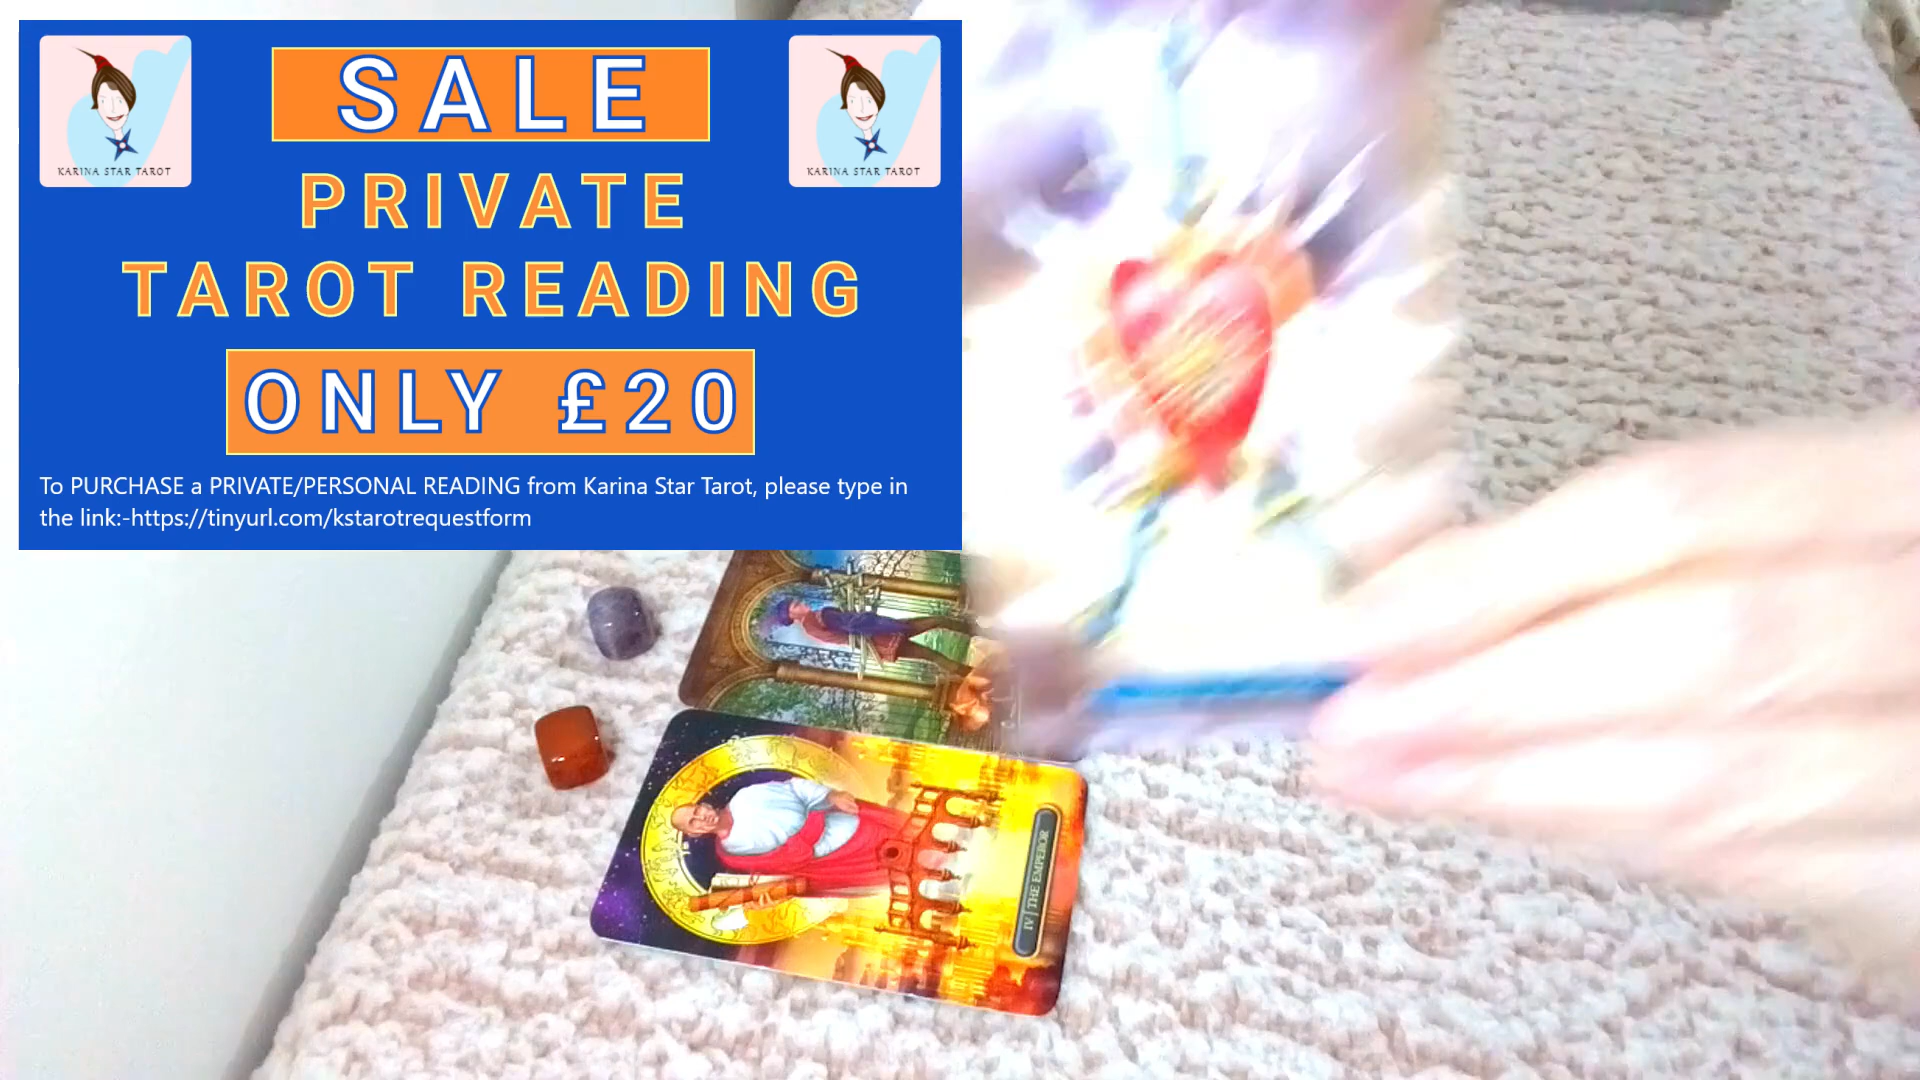 SALE
KARINA STAR TAROT
KARINA STAR TAROT
PRIVATE
TAROT READING
ONLY £20
To PURCHASE a PRIVATE/PERSONAL READING from Karina Star Tarot, please type in
the link:-https://tinyurl.com/kstarotrequestform
IV | THE EMPEROR